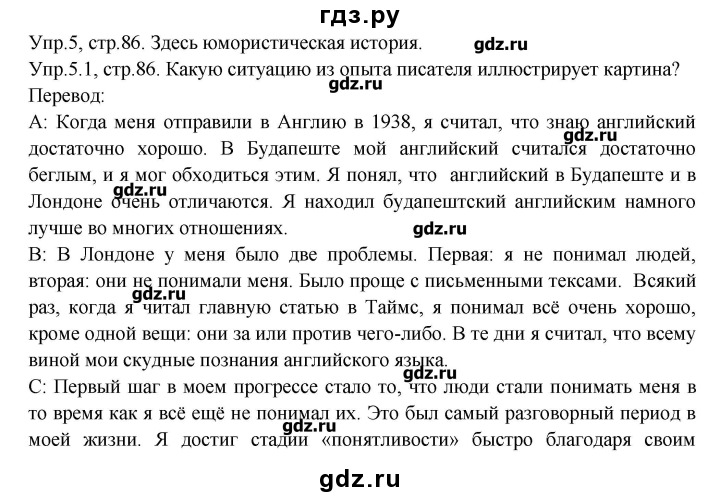 гдз.ру
Упр.5, стр.86. Здесь юмористическая история.
gdz.ru
Упр.5.1, стр.86. Какую ситуацию из опыта писателя иллюстрирует картина?
gdz.ru
Перевод:
А: Когда меня отправили в Англию в 1938, я считал, что знаю английский
gdz.ru
достаточно хорошо. В Будапеште мой английский считался достаточно
беглым, и я мог обходиться этим. Я понял, что английский в Будапеште и в
gdz.ru
Лондоне очень отличаются. Я находил будапештский английским намного
лучше во многих отношениях.
gdz.ru
В: В Лондоне у меня было две проблемы. Первая: я не понимал людей,
вторая: они не понимали меня. Было проще с письменными тексами. Всякий
gdz.ru
раз, когда я читал главную статью в Таймс, я понимал всё очень хорошо,
кроме одной вещи: они за или против чего-либо. В те дни я считал, что всему
виной мои скудные познания английского языка.
gdz.ru
С: Первый шаг в моем прогрессе стало то, что люди стали понимать меня в
то время как я всё ещё не понимал их. Это был самый разговорный период в
gdz.ru
моей жизни. Я достиг стадии «понятливости» быстро благодаря своим
gdz.ru